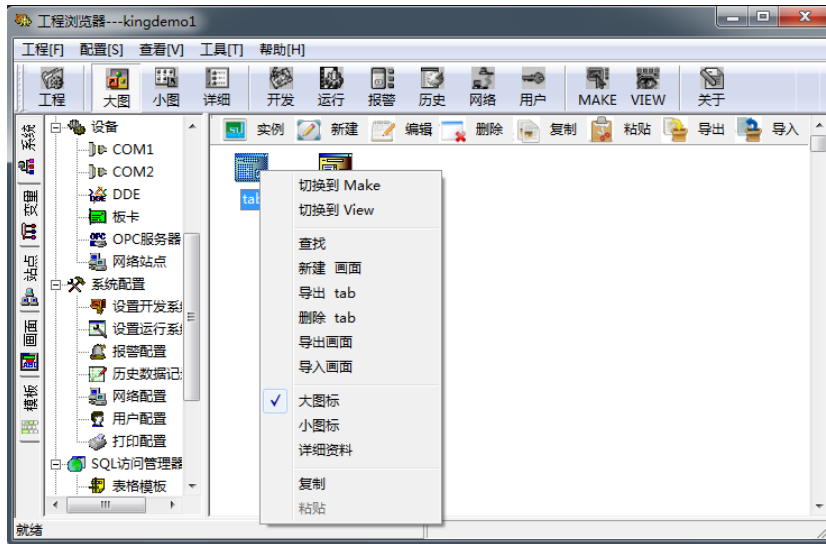 工程浏览器---kingdemo1
工程[F] 配置[S] 查看[V] 工具[T] 帮助[H]
工程 大图 小图 详细 开发 运行 报警 历史 网络 用户 MAKE VIEW 关于
系统
变量
站点
画面
模板
设备
COM1
COM2
DDE
板卡
OPC服务器
网络站点
系统配置
设置开发系
设置运行系
报警配置
历史数据记
网络配置
用户配置
打印配置
SQL访问管理器
表格模板
实例 新建 编辑 删除 复制 粘贴 导出 导入
切换到 Make
切换到 View
查找
新建 画面
导出 tab
删除 tab
导出画面
导入画面
大图标
小图标
详细资料
复制
粘贴
就绪